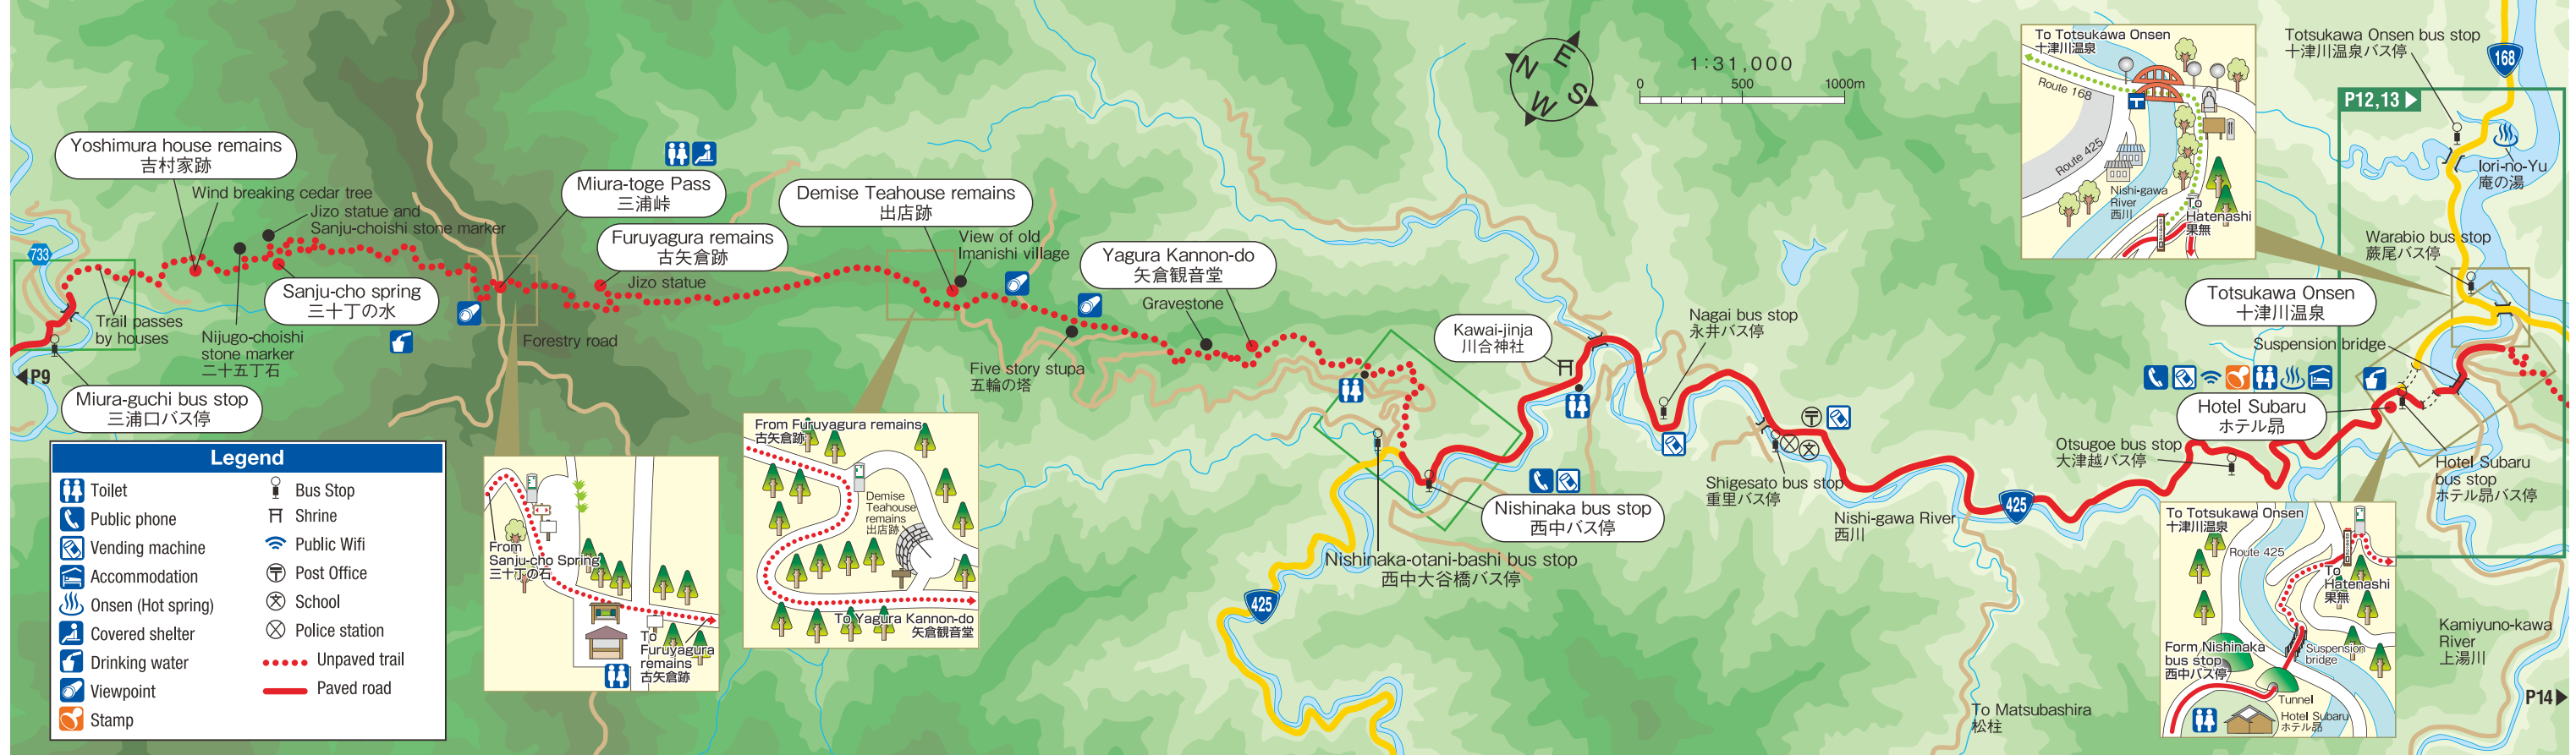 Yoshimura house remains
吉村家跡
Wind breaking cedar tree
Jizo statue and
Sanju-choishi stone marker
733
Sanju-cho spring
三十丁の水
Trail passes
by houses
Nijugo-choishi
stone marker
二十五丁石
◀P9
Miura-guchi bus stop
三浦口バス停
Miura-toge Pass
三浦峠
Furuyagura remains
古矢倉跡
Jizo statue
Forestry road
Demise Teahouse remains
出店跡
View of old
Imanishi village
Yagura Kannon-do
矢倉観音堂
Gravestone
Five story stupa
五輪の塔
N
E
S
W
1:31,000
0
500
1000m
Kawai-jinja
川合神社
Nagai bus stop
永井バス停
Shigesato bus stop
重里バス停
Nishinaka bus stop
西中バス停
Nishinaka-otani-bashi bus stop
西中大谷橋バス停
425
Nishi-gawa River
西川
425
Otsugoe bus stop
大津越バス停
To Matsubashira
松柱
Totsukawa Onsen bus stop
十津川温泉バス停
168
P12,13 ▶
Iori-no-Yu
庵の湯
Warabio bus stop
蕨尾バス停
Totsukawa Onsen
十津川温泉
Suspension bridge
Hotel Subaru
ホテル昴
Hotel Subaru
bus stop
ホテル昴バス停
Kamiyuno-kawa
River
上湯川
P14▶
To Totsukawa Onsen
十津川温泉
Route 168
Route 425
Nishi-gawa
River
西川
To
Hatenashi
果無
To Totsukawa Onsen
十津川温泉
Route 425
To
Hatenashi
果無
Form Nishinaka
bus stop
西中バス停
Suspension
bridge
Tunnel
Hotel Subaru
ホテル昴
From
Sanju-cho Spring
三十丁の石
To
Furuyagura
remains
古矢倉跡
From Furuyagura remains
古矢倉跡
Demise
Teahouse
remains
出店跡
To Yagura Kannon-do
矢倉観音堂
Legend
Toilet
Public phone
Vending machine
Accommodation
Onsen (Hot spring)
Covered shelter
Drinking water
Viewpoint
Stamp
Bus Stop
Shrine
Public Wifi
Post Office
School
Police station
Unpaved trail
Paved road